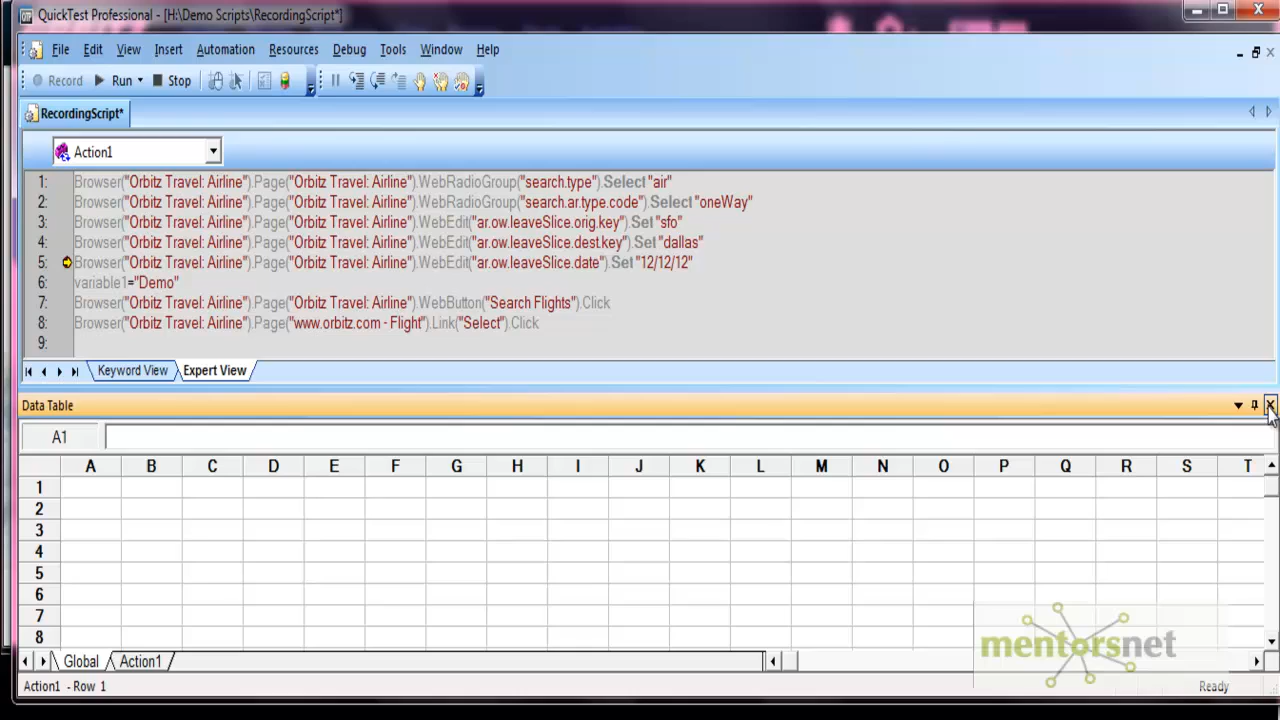 QuickTest Professional - [H:\Demo Scripts\RecordingScript*]
File Edit View Insert Automation Resources Debug Tools Window Help
Record Run Stop
RecordingScript*
Action1
1: Browser("Orbitz Travel: Airline").Page("Orbitz Travel: Airline").WebRadioGroup("search.type").Select "air"
2: Browser("Orbitz Travel: Airline").Page("Orbitz Travel: Airline").WebRadioGroup("search.ar.type.code").Select "oneWay"
3: Browser("Orbitz Travel: Airline").Page("Orbitz Travel: Airline").WebEdit("ar.ow.leaveSlice.orig.key").Set "sfo"
4: Browser("Orbitz Travel: Airline").Page("Orbitz Travel: Airline").WebEdit("ar.ow.leaveSlice.dest.key").Set "dallas"
5: Browser("Orbitz Travel: Airline").Page("Orbitz Travel: Airline").WebEdit("ar.ow.leaveSlice.date").Set "12/12/12"
6: variable1="Demo"
7: Browser("Orbitz Travel: Airline").Page("Orbitz Travel: Airline").WebButton("Search Flights").Click
8: Browser("Orbitz Travel: Airline").Page("www.orbitz.com - Flight").Link("Select").Click
9:
Keyword View Expert View
Data Table
A1
A B C D E F G H I J K L M N O P Q R S T
1
2
3
4
5
6
7
8
mentorsnet
Global Action1
Action1 - Row 1 Ready